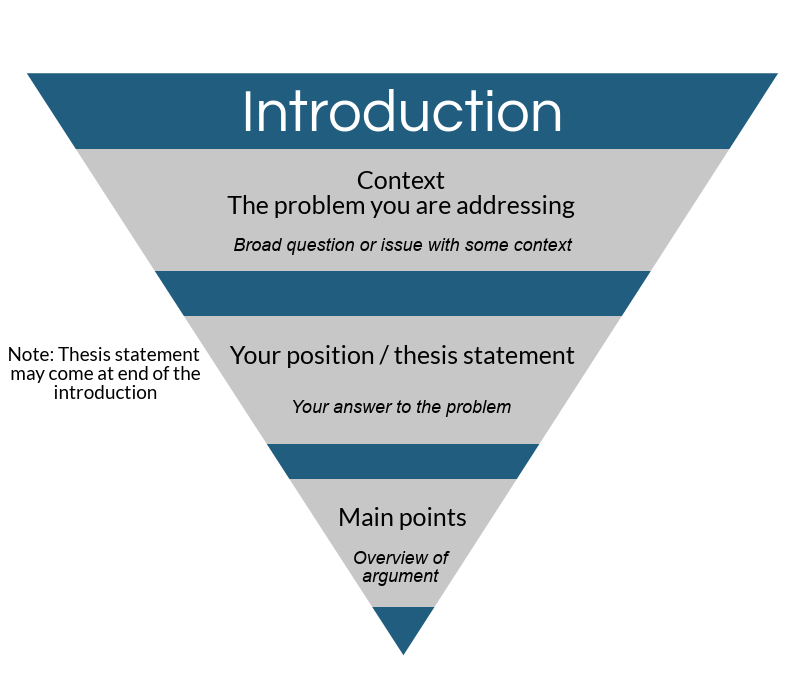 Introduction
Context
The problem you are addressing
Broad question or issue with some context
Note: Thesis statement
may come at end of the
introduction
Your position / thesis statement
Your answer to the problem
Main points
Overview of
argument